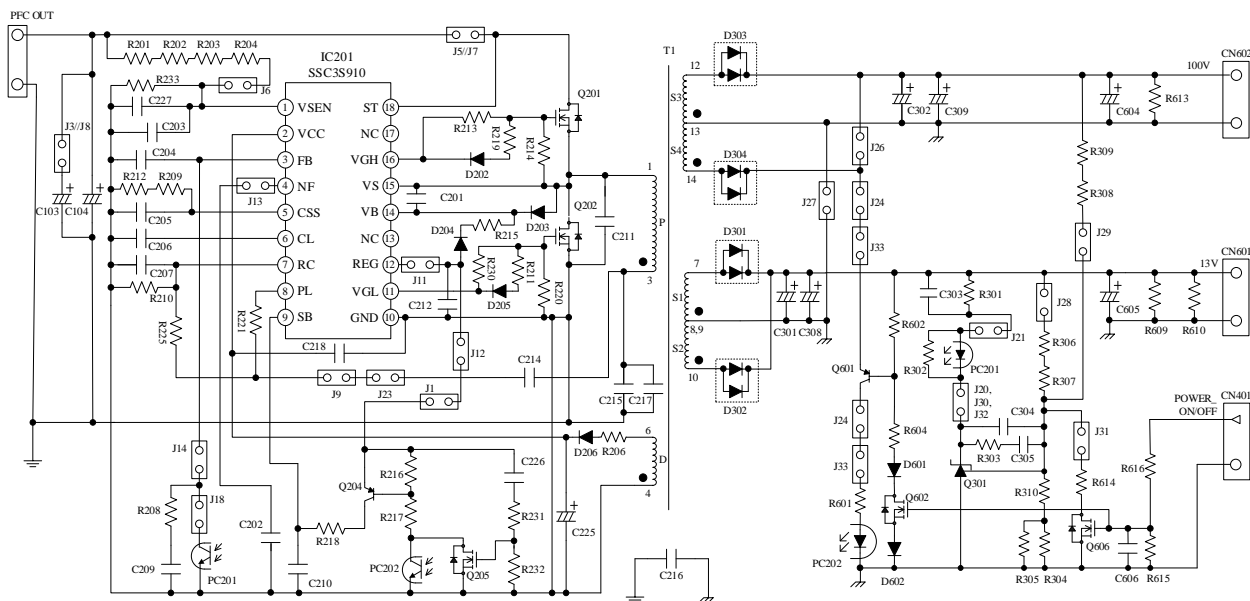 PFC OUT
R201
R202
R203
R204
J5//J7
J6
R233
C227
C203
C204
R212
R209
C205
C206
C207
R210
R225
J3//J8
C103
C104
J13
IC201
SSC3S910
1 VSEN
2 VCC
3 FB
4 NF
5 CSS
6 CL
7 RC
8 PL
9 SB
ST 18
NC 17
VGH 16
VS 15
VB 14
NC 13
REG 12
VGL 11
GND 10
Q201
R213
R219
R214
D202
C201
D203
Q202
D204
R215
C211
J11
R230
R211
R220
C212
D205
R221
C218
J12
J9
J23
C214
J1
C215
C217
T1
1
P
3
6
D
4
D206
R206
J14
J18
R208
C209
PC201
C202
C210
R218
Q204
R216
R217
PC202
Q205
C226
R231
R232
C225
C216
12
S3
13
S4
14
7
S1
8,9
S2
10
D303
D304
D301
D302
J26
J27
J24
J33
C302
C309
C604
R613
100V
CN602
R309
R308
J29
C301
C308
R602
C303
R301
J21
R302
PC201
J28
R306
R307
C605
R609
R610
13V
CN601
Q601
J20,
J30,
J32
J24
J33
R601
PC202
R604
D601
Q602
D602
C304
R303
C305
Q301
R310
R305
R304
J31
R614
Q606
C606
R616
R615
POWER_
ON/OFF
CN401